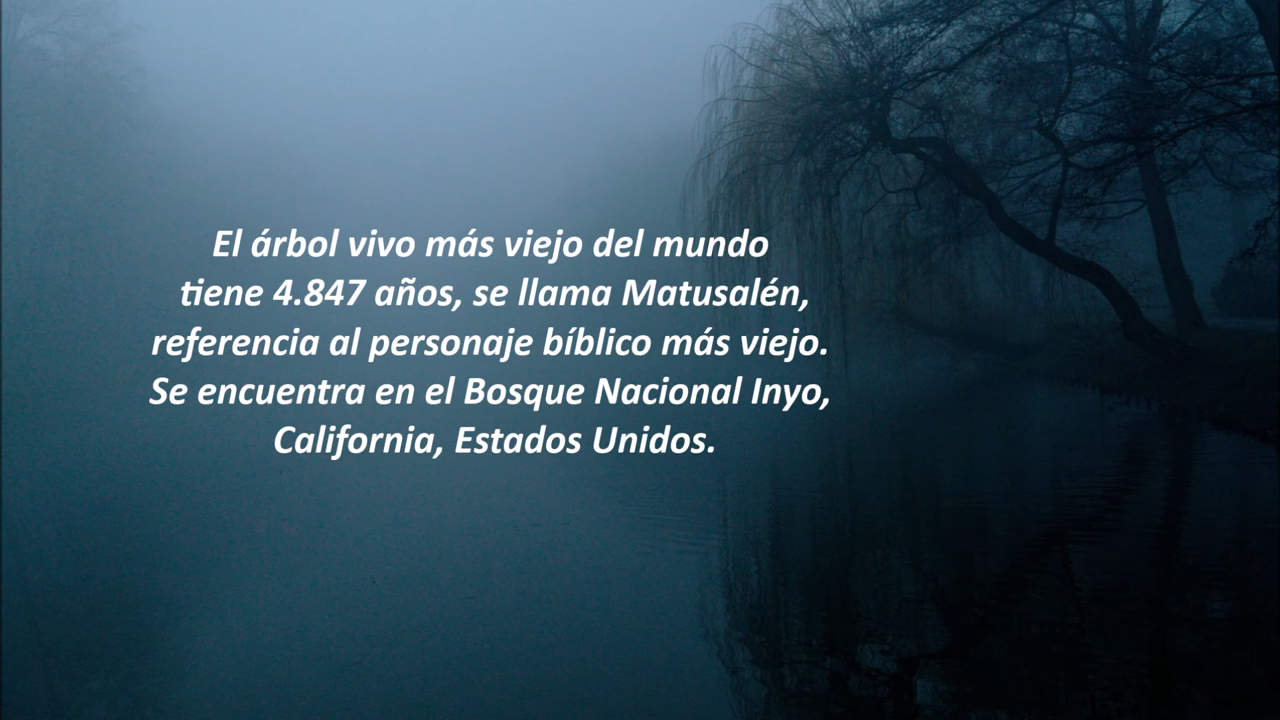 El árbol vivo más viejo del mundo
tiene 4.847 años, se llama Matusalén,
referencia al personaje bíblico más viejo.
Se encuentra en el Bosque Nacional Inyo,
California, Estados Unidos.